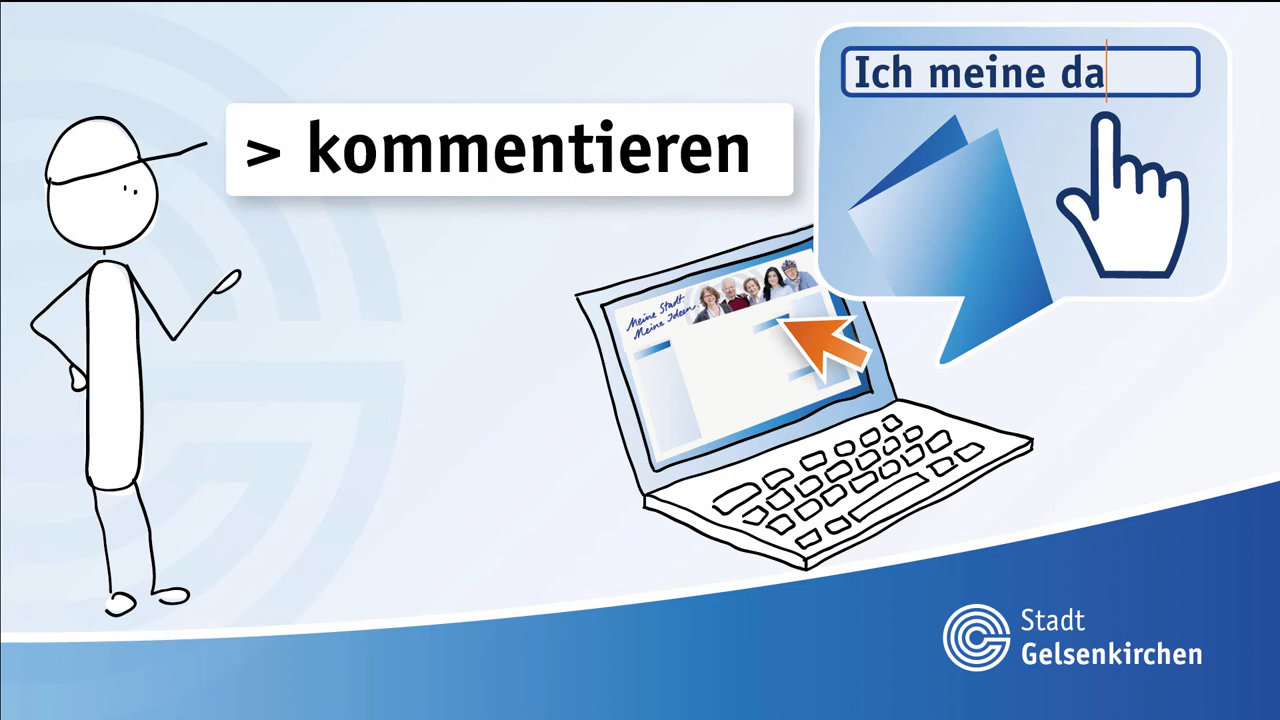 Ich meine da
> kommentieren
Meine Stadt.
Meine Ideen.
Stadt
Gelsenkirchen